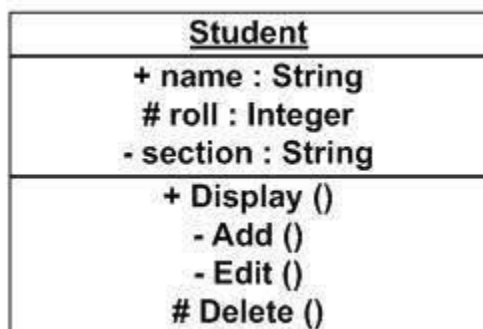 Student
+ name : String
# roll : Integer
- section : String
+ Display ()
- Add ()
- Edit ()
# Delete ()